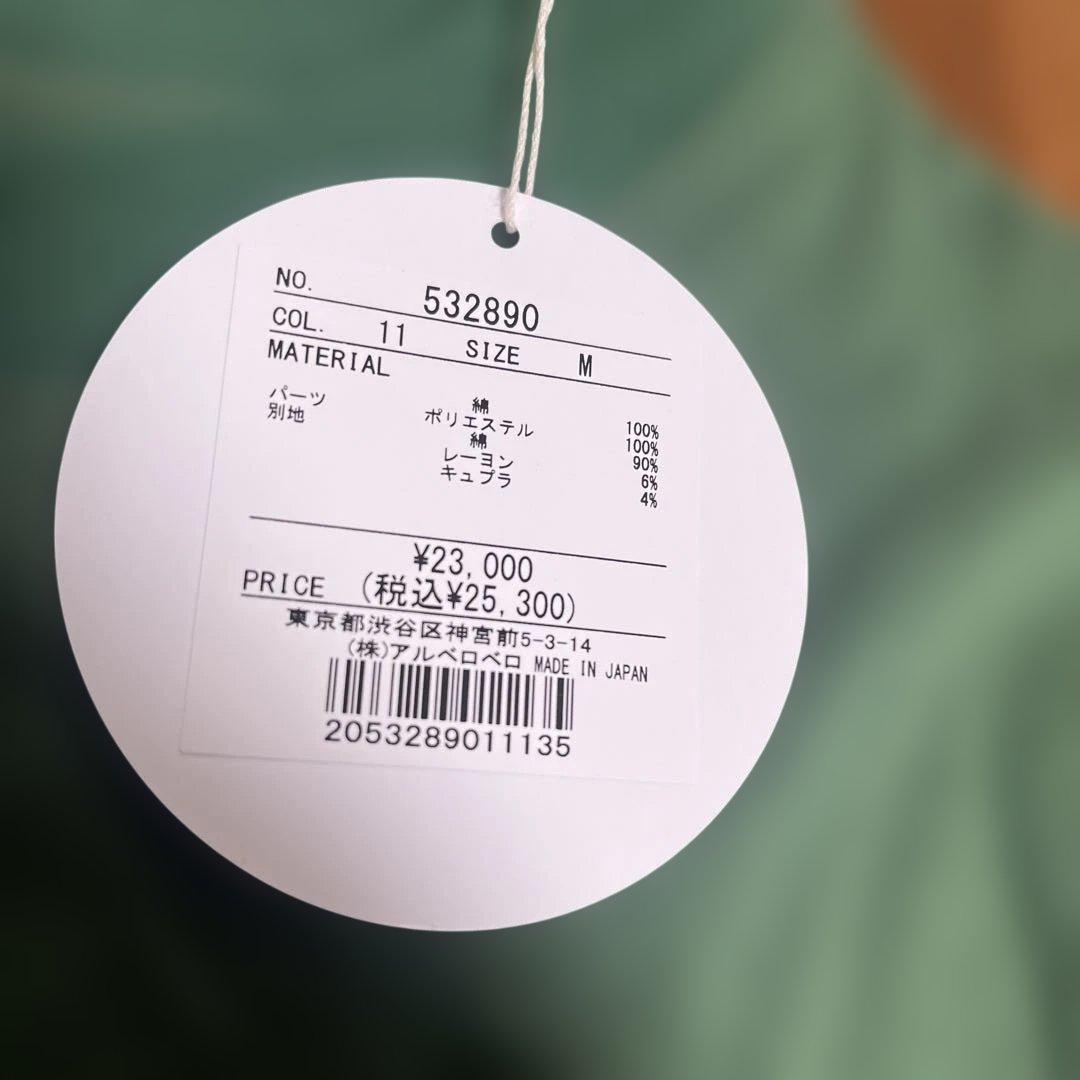 NO. 532890
COL. 11 SIZE M
MATERIAL
綿 100%
パーツ ポリエステル 100%
別地 綿 90%
レーヨン 6%
キュプラ 4%
¥23,000
PRICE (税込¥25,300)
東京都渋谷区神宮前5-3-14
(株)アルベロベロ MADE IN JAPAN
2053289011135